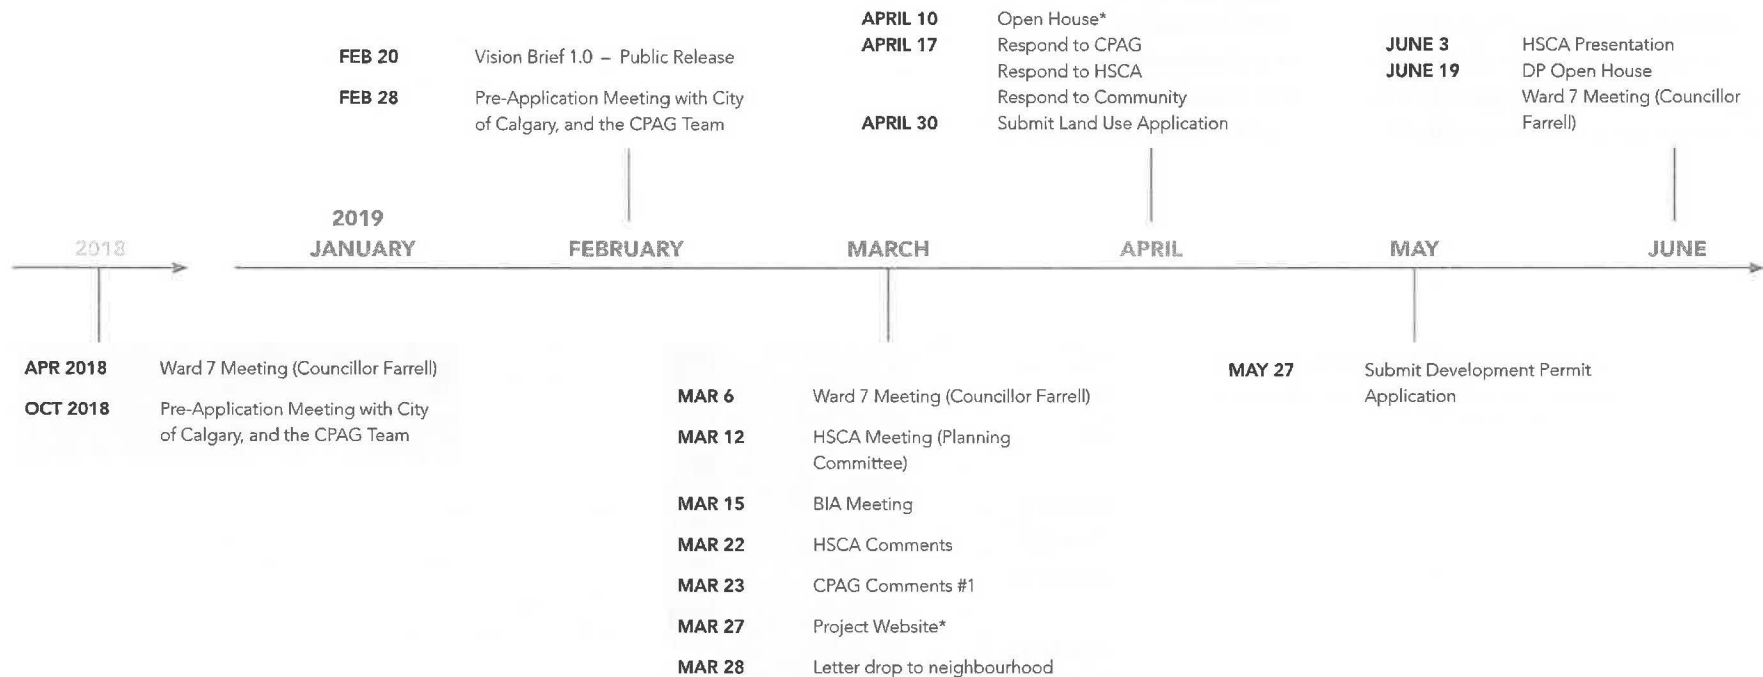 APRIL 10 Open House*
APRIL 17 Respond to CPAG
Respond to HSCA
Respond to Community
APRIL 30 Submit Land Use Application
FEB 20 Vision Brief 1.0 – Public Release
FEB 28 Pre-Application Meeting with City
of Calgary, and the CPAG Team
JUNE 3 HSCA Presentation
JUNE 19 DP Open House
Ward 7 Meeting (Councillor
Farrell)
2018
2019
JANUARY
FEBRUARY
MARCH
APRIL
MAY
JUNE
APR 2018 Ward 7 Meeting (Councillor Farrell)
OCT 2018 Pre-Application Meeting with City
of Calgary, and the CPAG Team
MAR 6 Ward 7 Meeting (Councillor Farrell)
MAR 12 HSCA Meeting (Planning
Committee)
MAR 15 BIA Meeting
MAR 22 HSCA Comments
MAR 23 CPAG Comments #1
MAR 27 Project Website*
MAR 28 Letter drop to neighbourhood
MAY 27 Submit Development Permit
Application